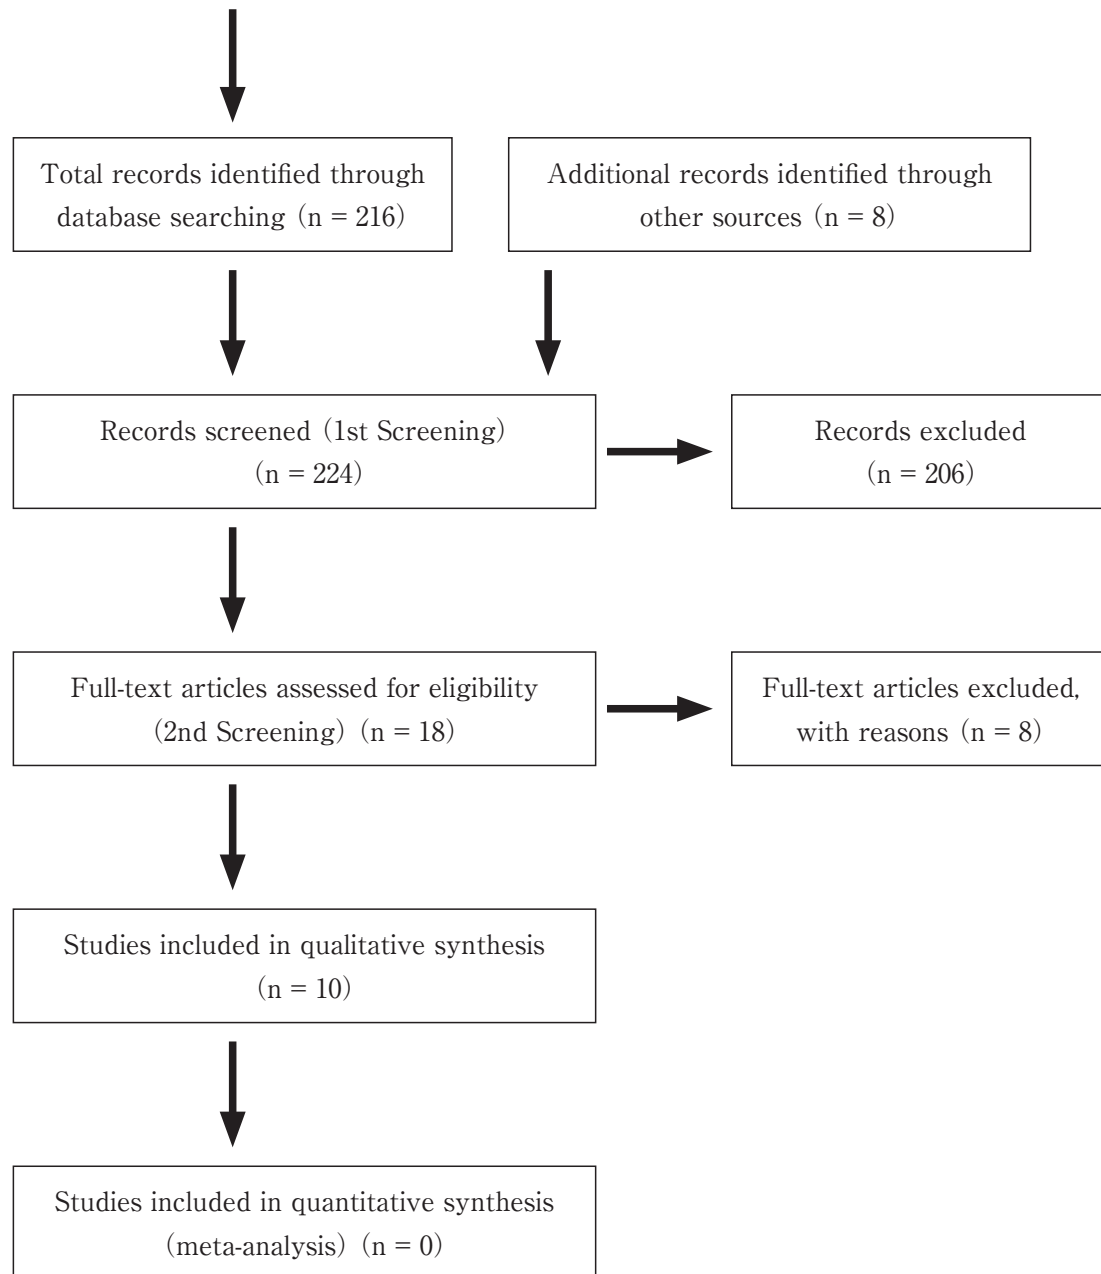 Total records identified through
database searching (n = 216)
Additional records identified through
other sources (n = 8)
Records screened (1st Screening)
(n = 224)
Records excluded
(n = 206)
Full-text articles assessed for eligibility
(2nd Screening) (n = 18)
Full-text articles excluded,
with reasons (n = 8)
Studies included in qualitative synthesis
(n = 10)
Studies included in quantitative synthesis
(meta-analysis) (n = 0)